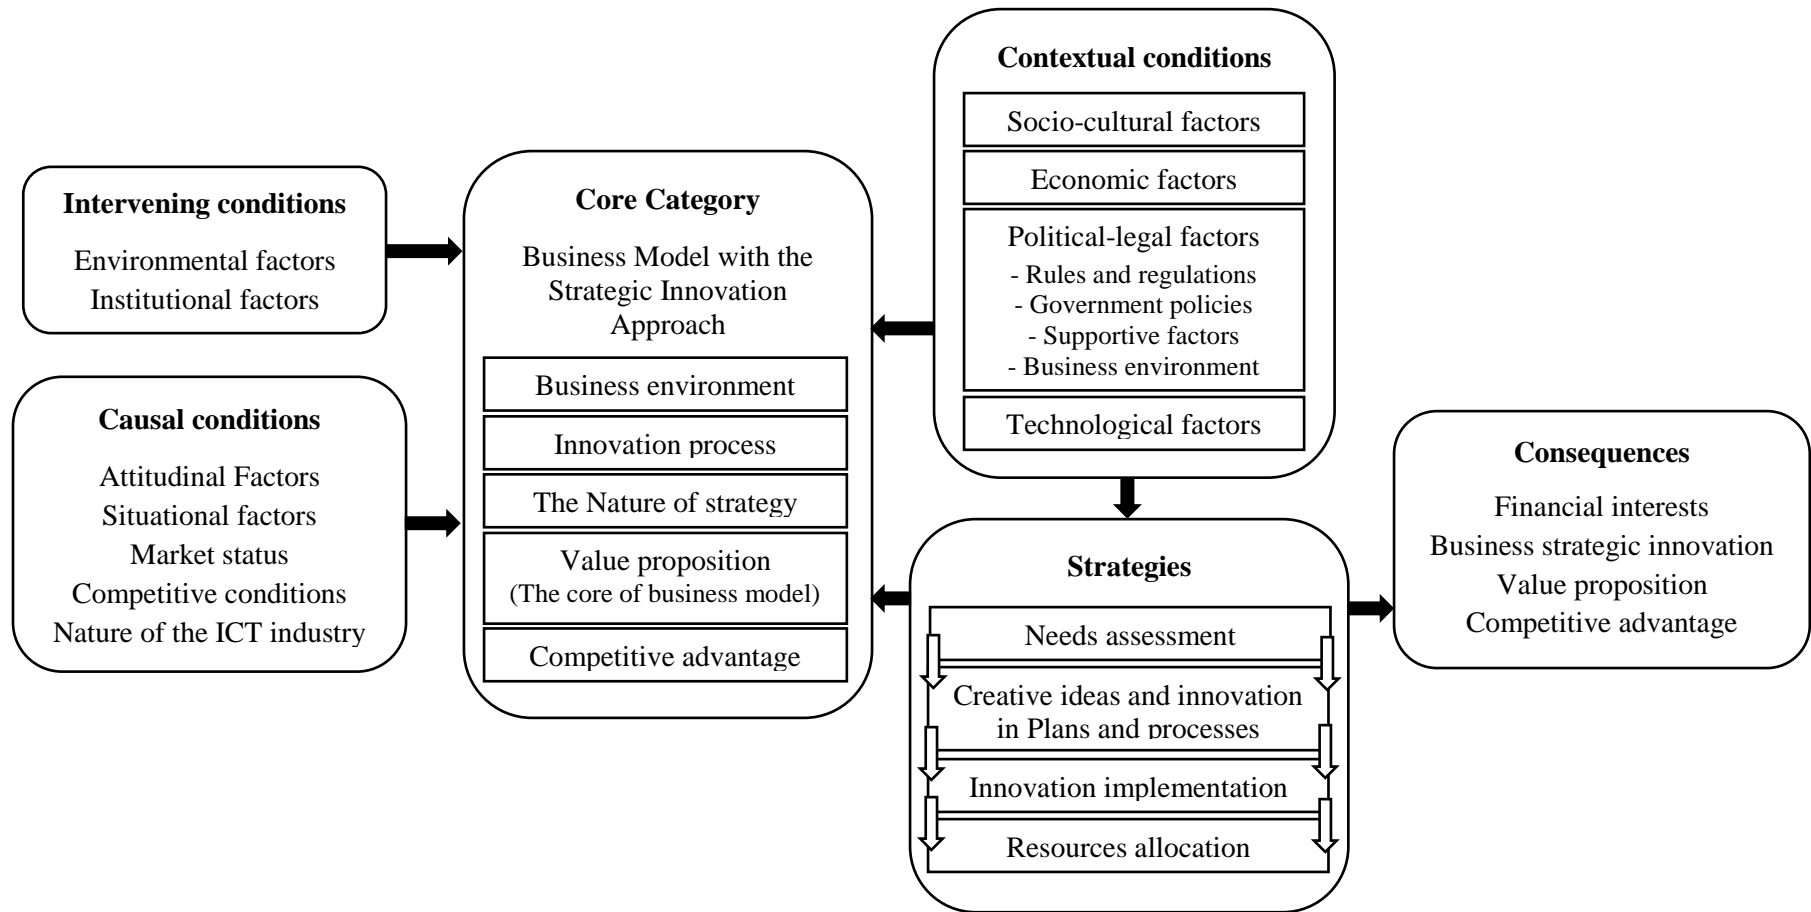 Intervening conditions
Environmental factors
Institutional factors
Causal conditions
Attitudinal Factors
Situational factors
Market status
Competitive conditions
Nature of the ICT industry
Core Category
Business Model with the
Strategic Innovation
Approach
Business environment
Innovation process
The Nature of strategy
Value proposition
(The core of business model)
Competitive advantage
Contextual conditions
Socio-cultural factors
Economic factors
Political-legal factors
- Rules and regulations
- Government policies
- Supportive factors
- Business environment
Technological factors
Strategies
Needs assessment
Creative ideas and innovation
in Plans and processes
Innovation implementation
Resources allocation
Consequences
Financial interests
Business strategic innovation
Value proposition
Competitive advantage